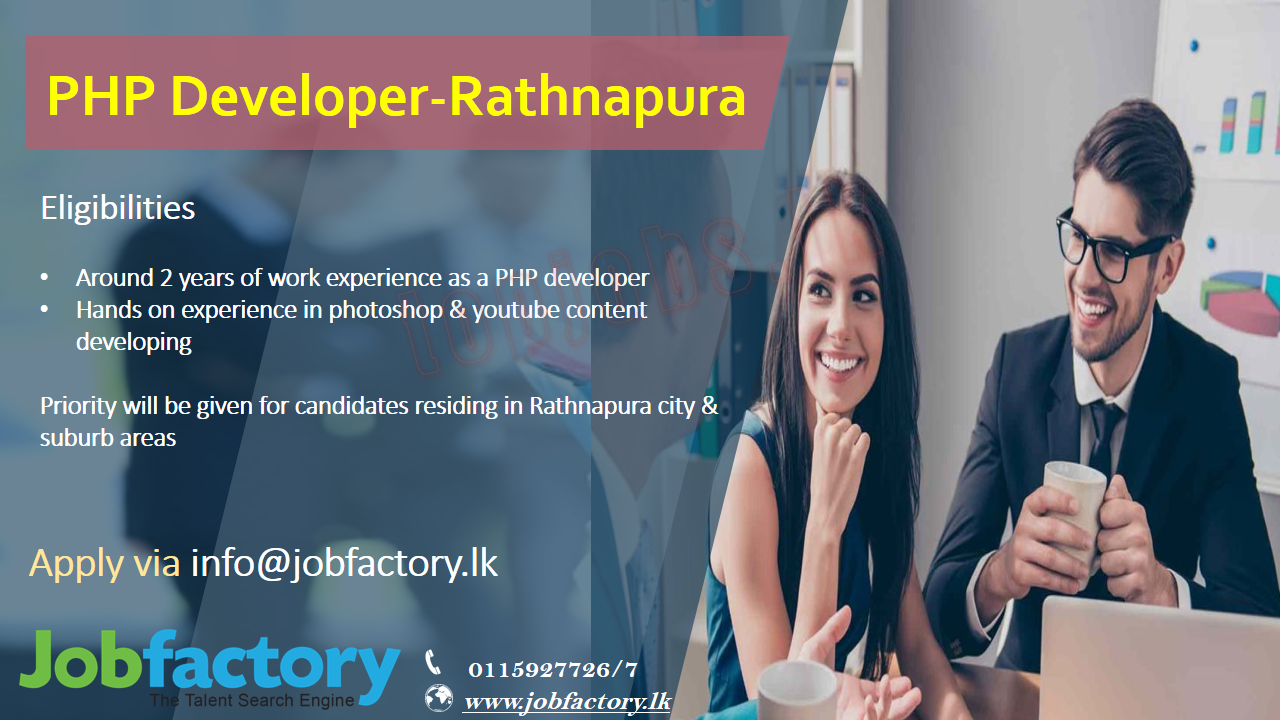 PHP Developer-Rathnapura
Eligibilities
• Around 2 years of work experience as a PHP developer
• Hands on experience in photoshop & youtube content
developing
Priority will be given for candidates residing in Rathnapura city &
suburb areas
Apply via info@jobfactory.lk
Jobfactory
The Talent Search Engine
0115927726/7
www.jobfactory.lk